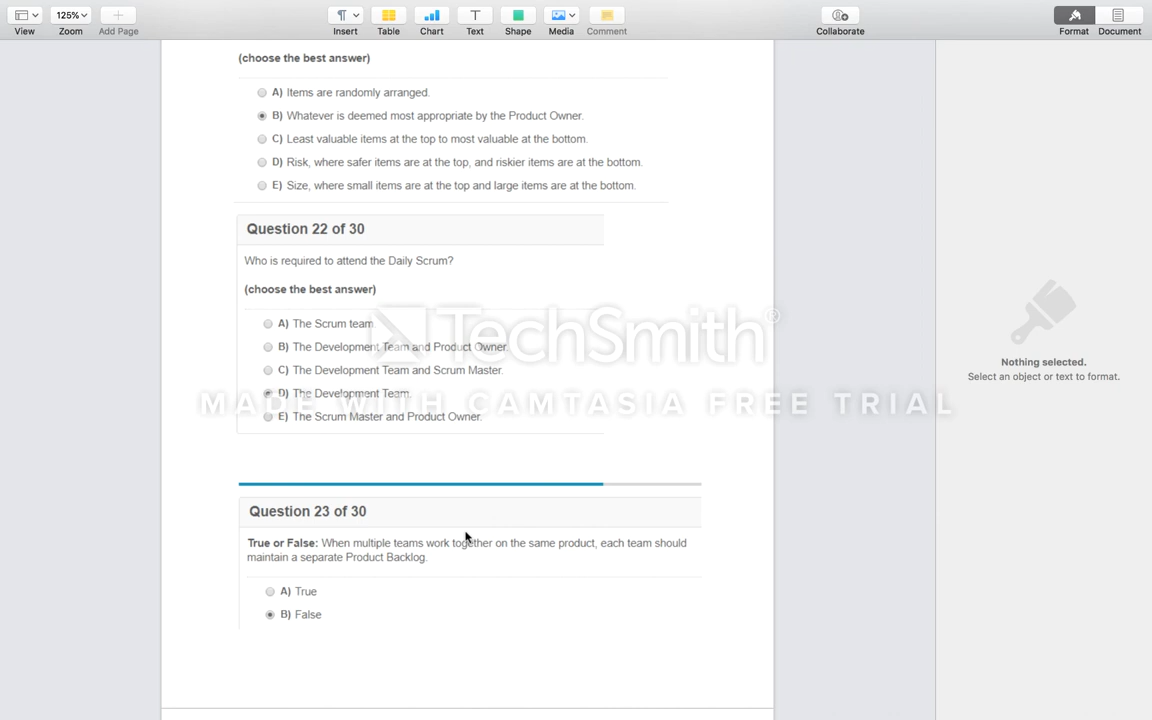 125%
View
Zoom
Add Page
Insert
Table
Chart
Text
Shape
Media
Comment
Collaborate
Format
Document
(choose the best answer)
A) Items are randomly arranged.
B) Whatever is deemed most appropriate by the Product Owner.
C) Least valuable items at the top to most valuable at the bottom.
D) Risk, where safer items are at the top, and riskier items are at the bottom.
E) Size, where small items are at the top and large items are at the bottom.
Question 22 of 30
Who is required to attend the Daily Scrum?
(choose the best answer)
A) The Scrum team.
B) The Development Team and Product Owner.
C) The Development Team and Scrum Master.
D) The Development Team.
E) The Scrum Master and Product Owner.
TechSmith®
MADE WITH CAMTASIA FREE TRIAL
Question 23 of 30
True or False: When multiple teams work together on the same product, each team should
maintain a separate Product Backlog.
A) True
B) False
Nothing selected.
Select an object or text to format.